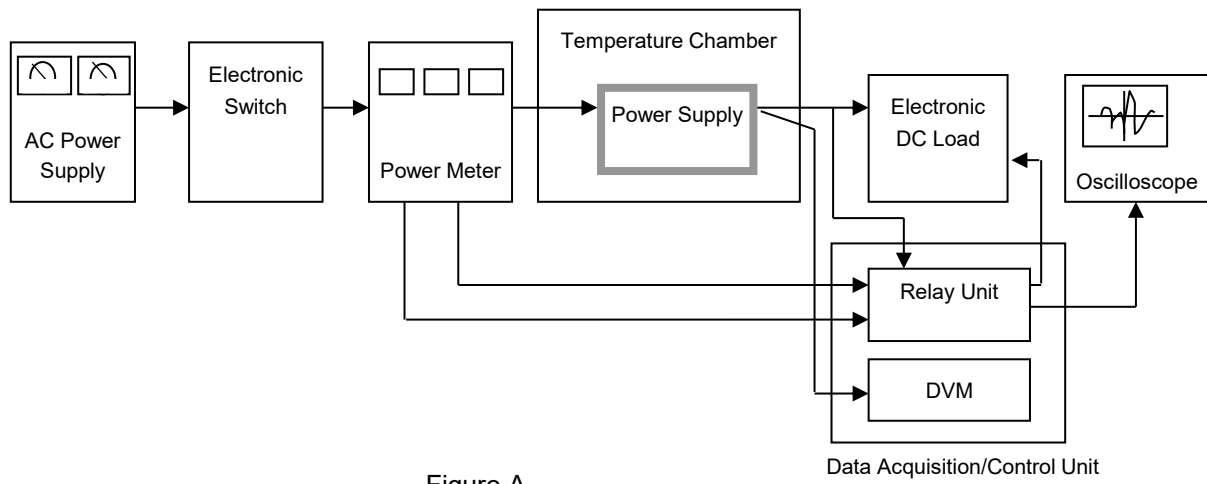 Temperature Chamber
Electronic
Switch
Power Supply
Electronic
DC Load
AC Power
Supply
Power Meter
Oscilloscope
Relay Unit
DVM
Data Acquisition/Control Unit
Figure A